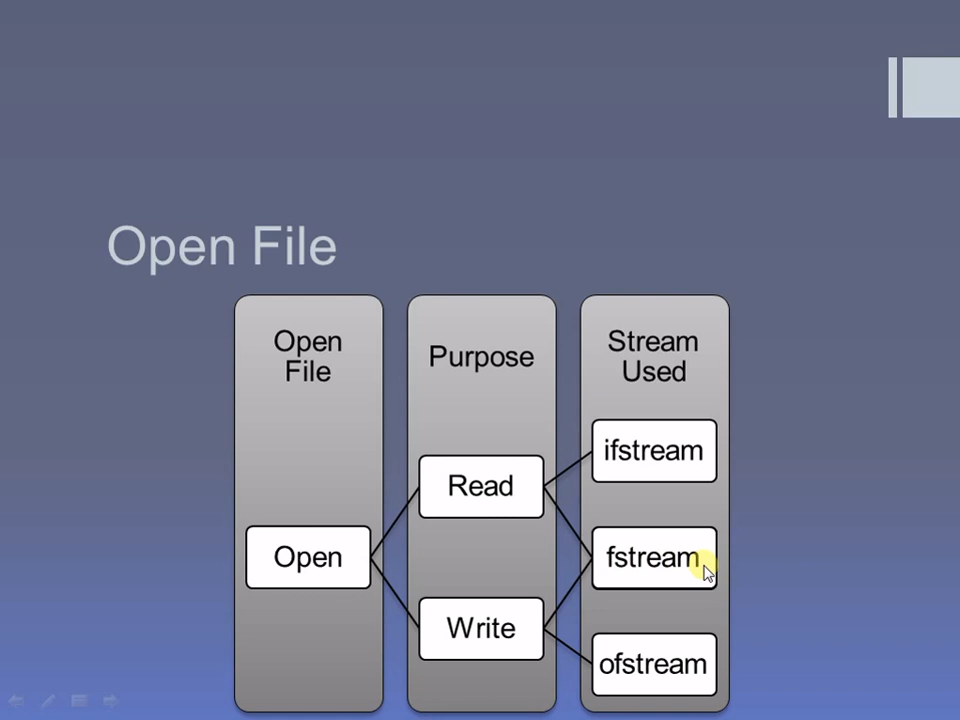 Open File
Open
File
Purpose
Stream
Used
ifstream
Read
Open
fstream
Write
ofstream